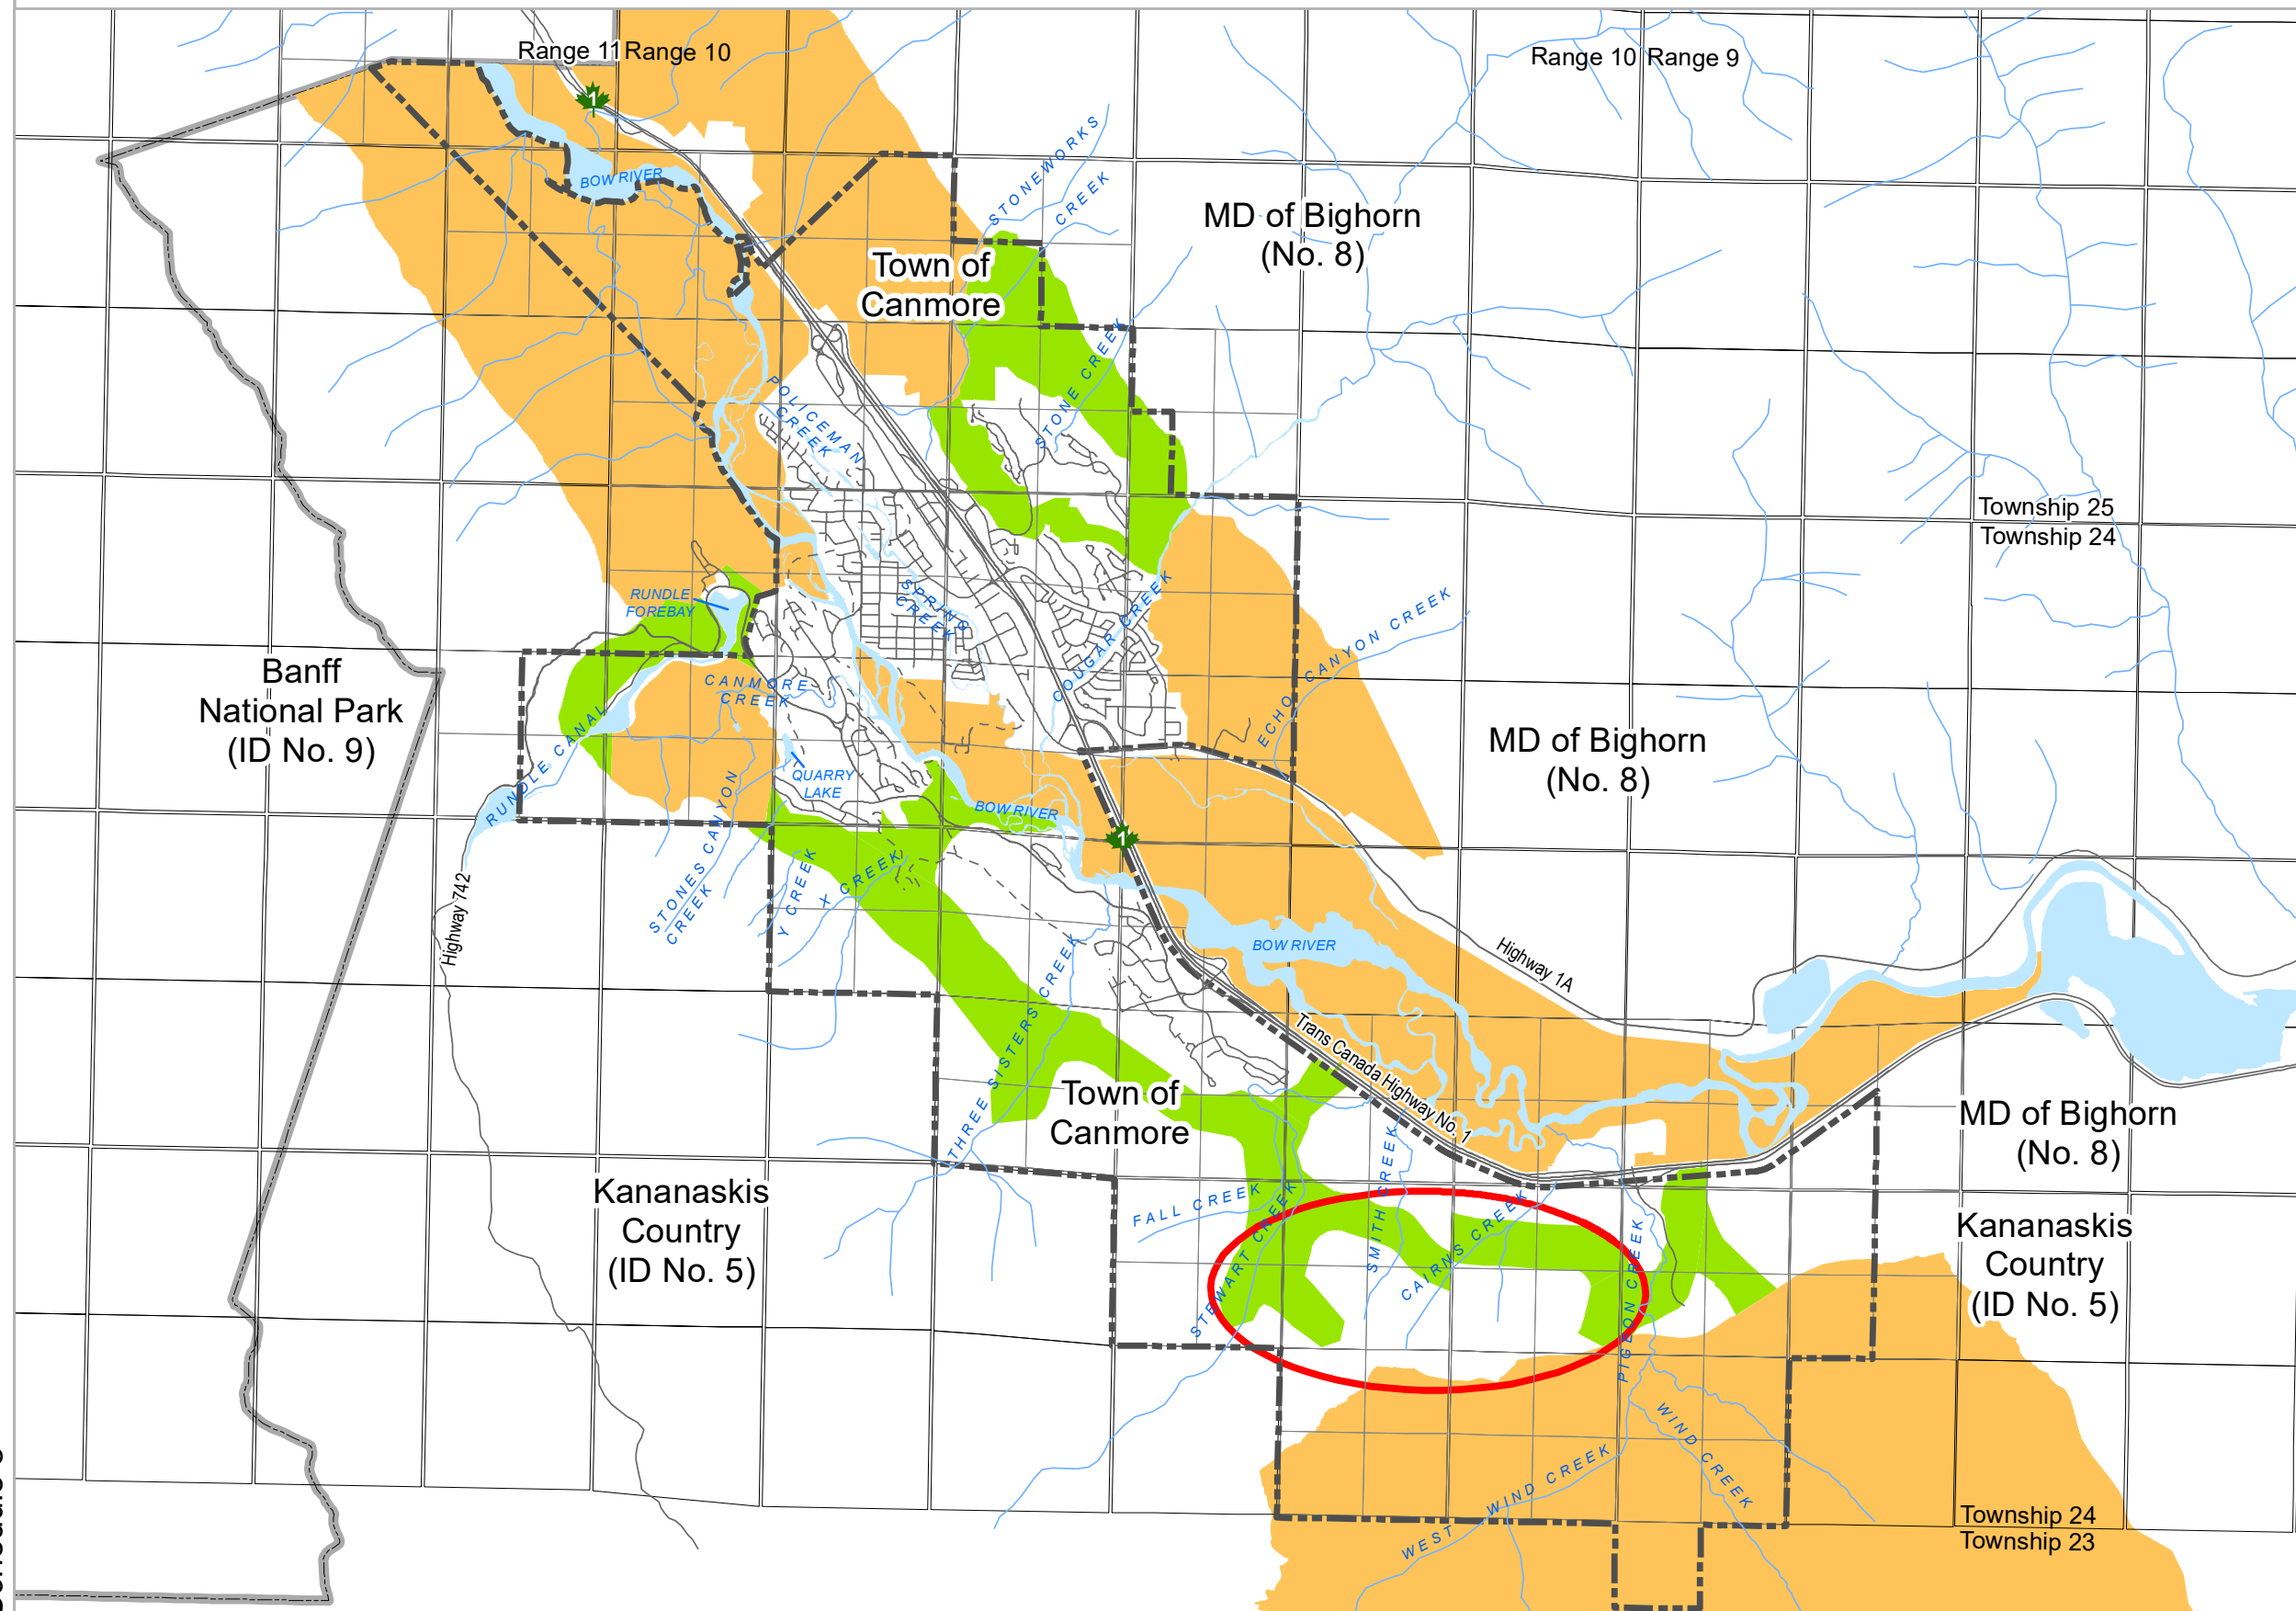 Range 11 Range 10
Range 10 Range 9
1
STONEWORKS
CREEK
BOW RIVER
MD of Bighorn
(No. 8)
Town of
Canmore
STONE CREEK
POLICEMAN
CREEK
Township 25
Township 24
RUNDLE
FOREBAY
SPRING
CREEK
COUGAR CREEK
ECHO CANYON CREEK
Banff
National Park
(ID No. 9)
CANMORE
CREEK
RUNDLE CANAL
QUARRY
LAKE
MD of Bighorn
(No. 8)
BOW RIVER
1
STONES CANYON
CREEK
Y CREEK
X CREEK
Highway 742
BOW RIVER
Highway 1A
THREE SISTERS CREEK
Trans Canada Highway No. 1
Town of
Canmore
MD of Bighorn
(No. 8)
Kananaskis
Country
(ID No. 5)
FALL CREEK
STEWART CREEK
SMITH CREEK
CAIRNS CREEK
PIGEON CREEK
Kananaskis
Country
(ID No. 5)
WIND CREEK
WEST WIND CREEK
Township 24
Township 23